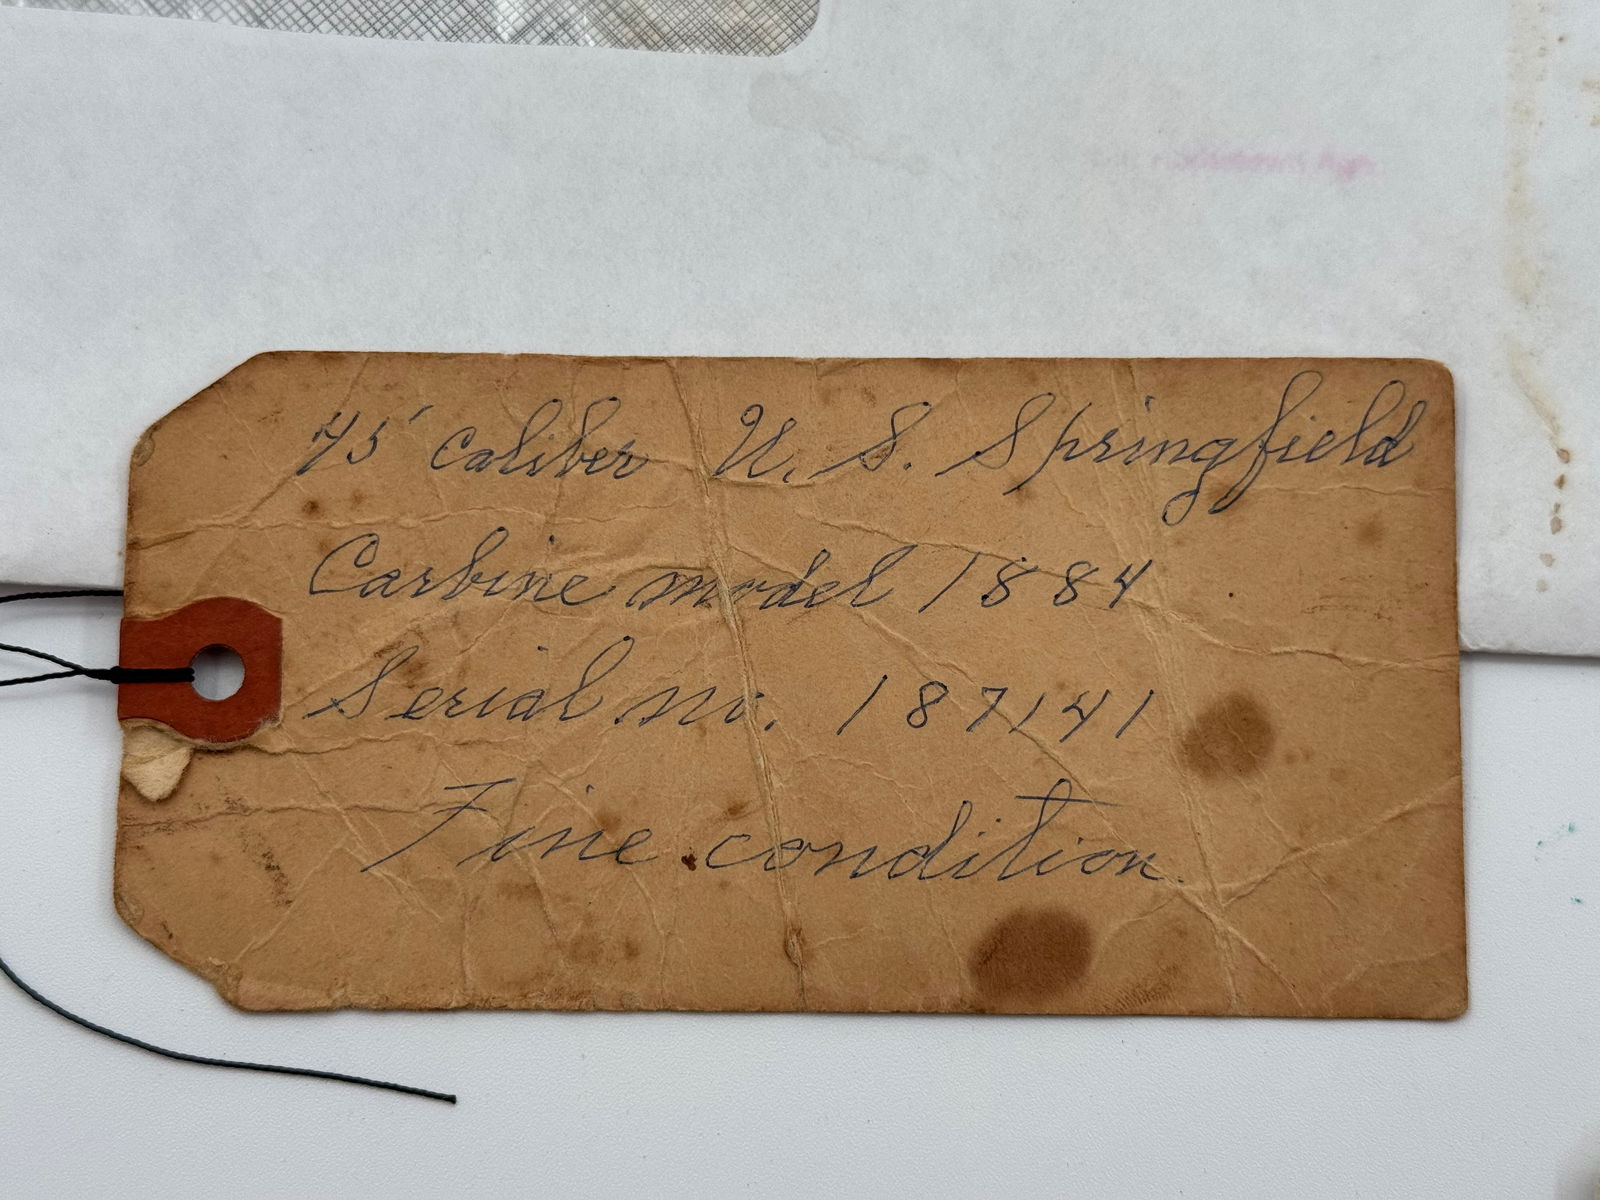 45 caliber U. S. Springfield
Carbine model 1884
Serial no. 187141
Fine condition.